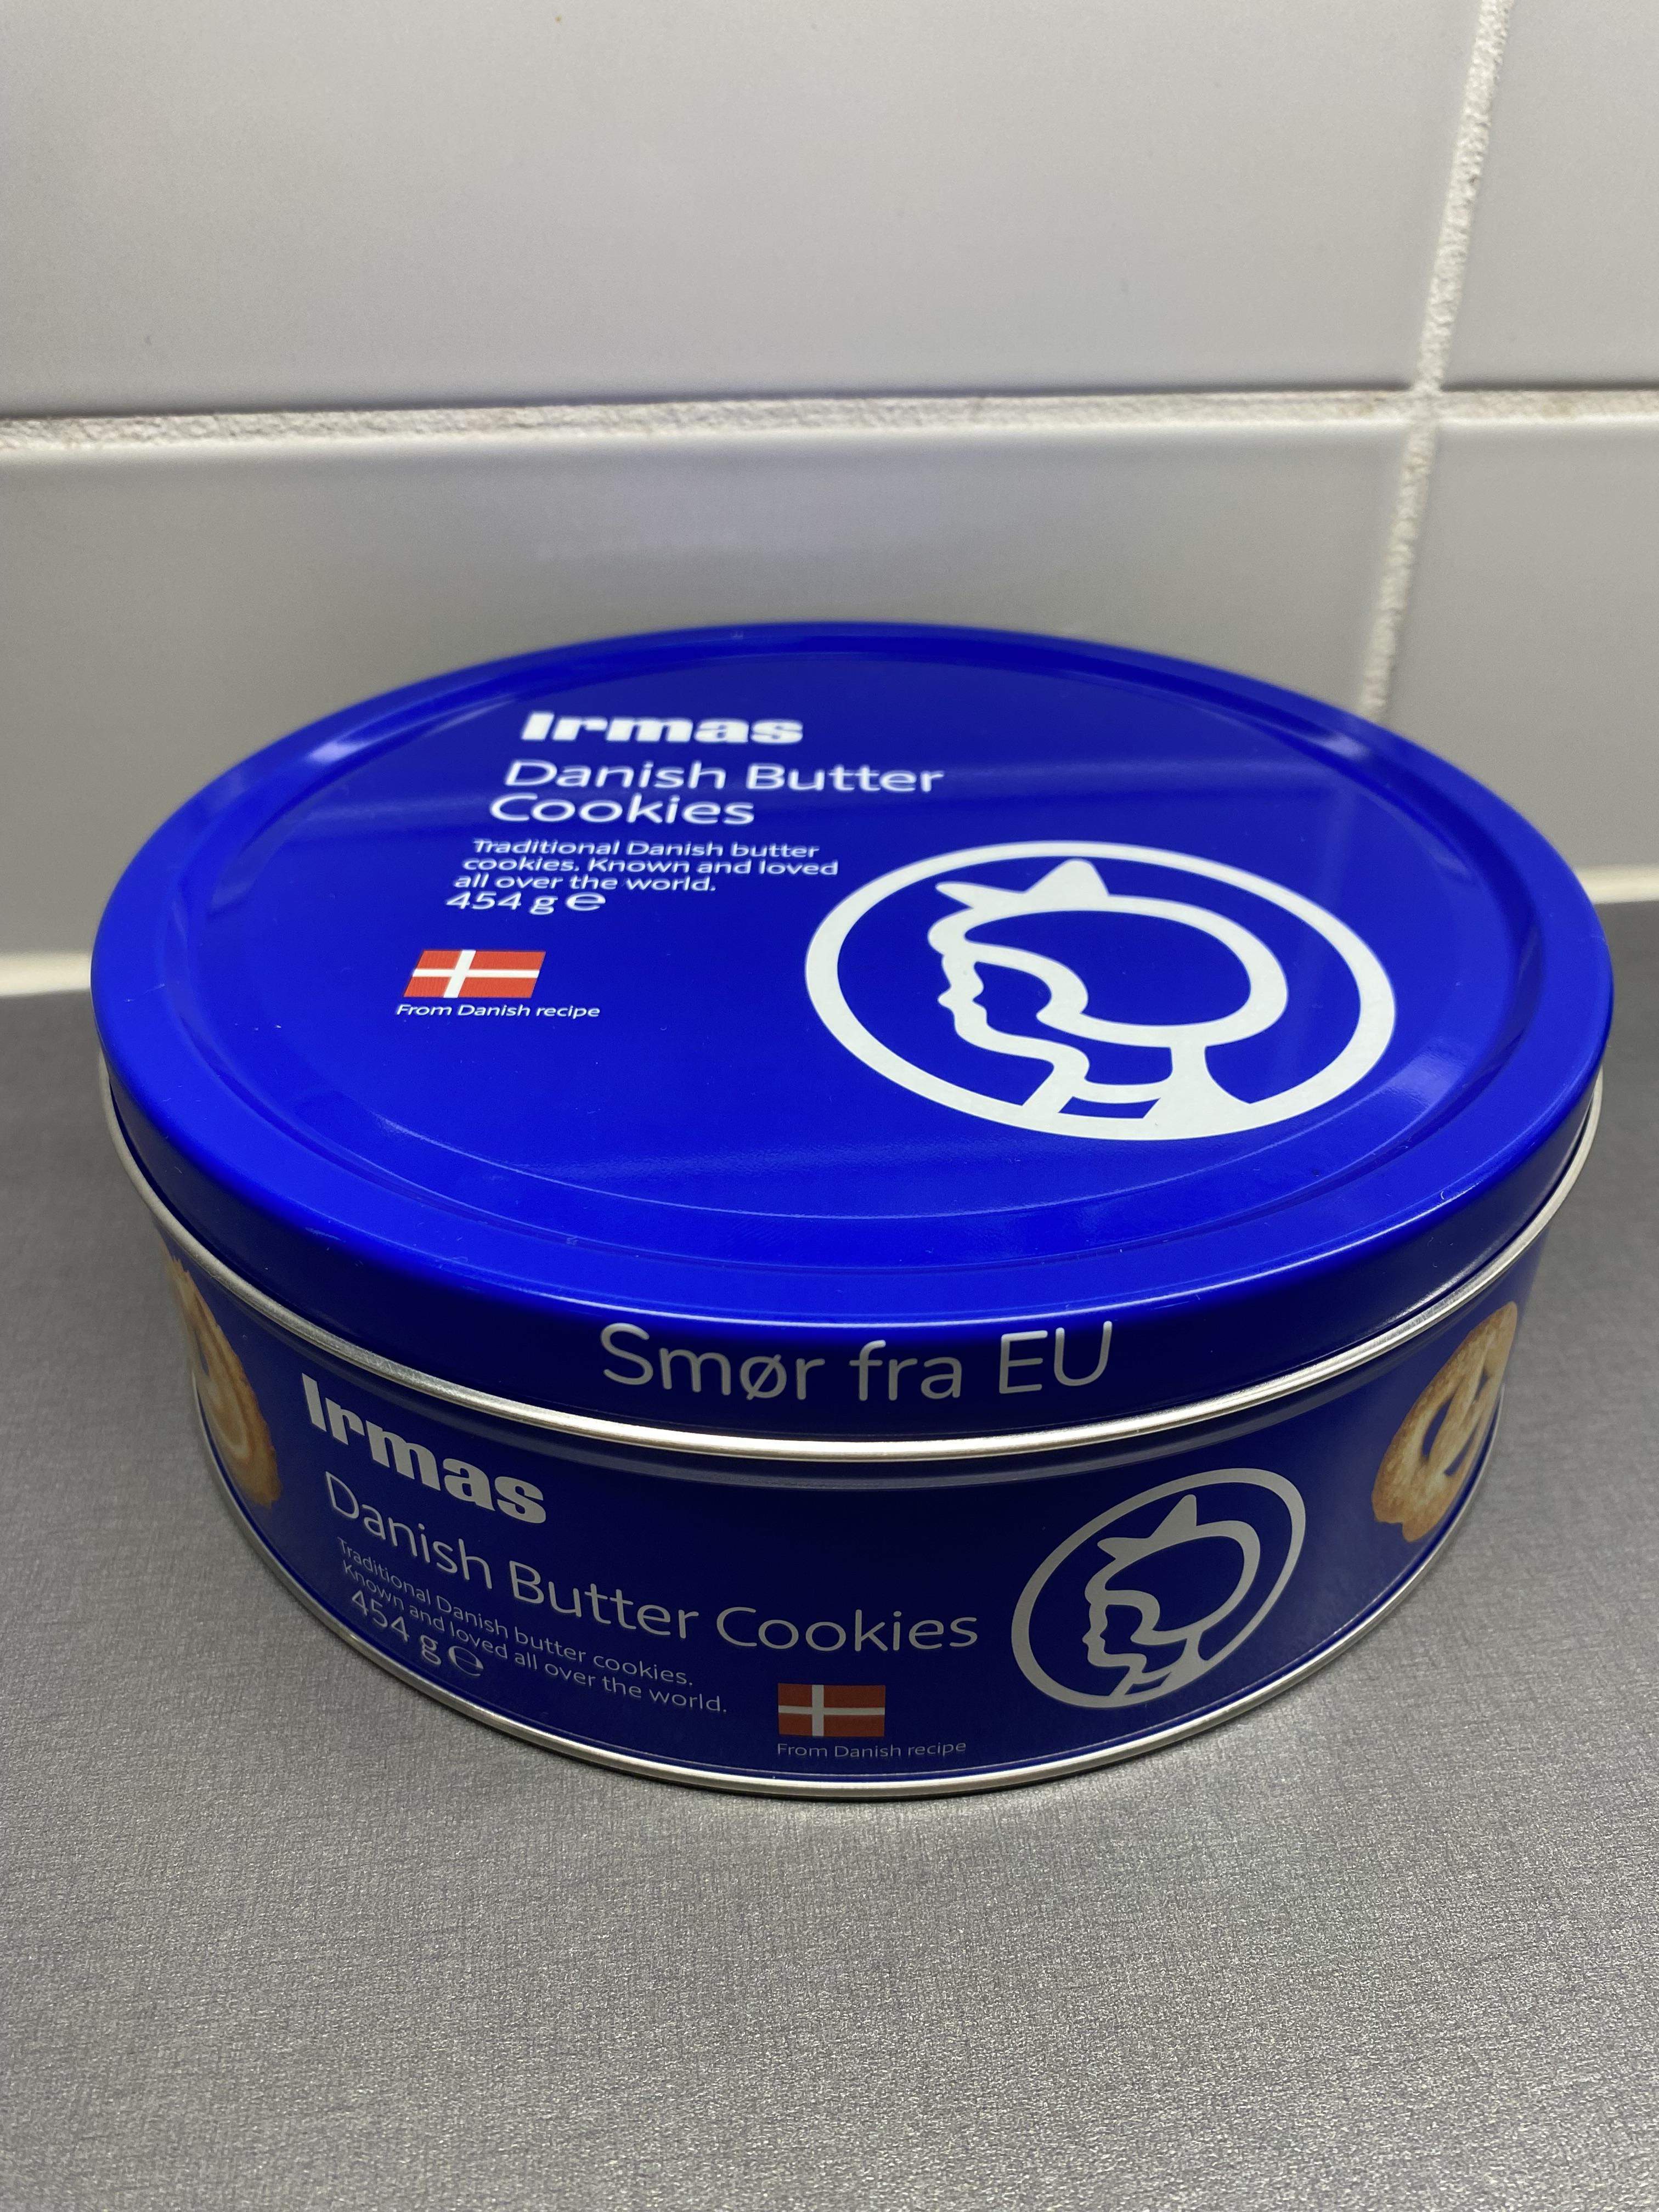 Irmas
Danish Butter
Cookies
Traditional Danish butter
cookies. Known and loved
all over the world.
454 g ℮
From Danish recipe
Smør fra EU
Irmas
Danish Butter Cookies
Traditional Danish butter cookies.
Known and loved all over the world.
454 g ℮
From Danish recipe